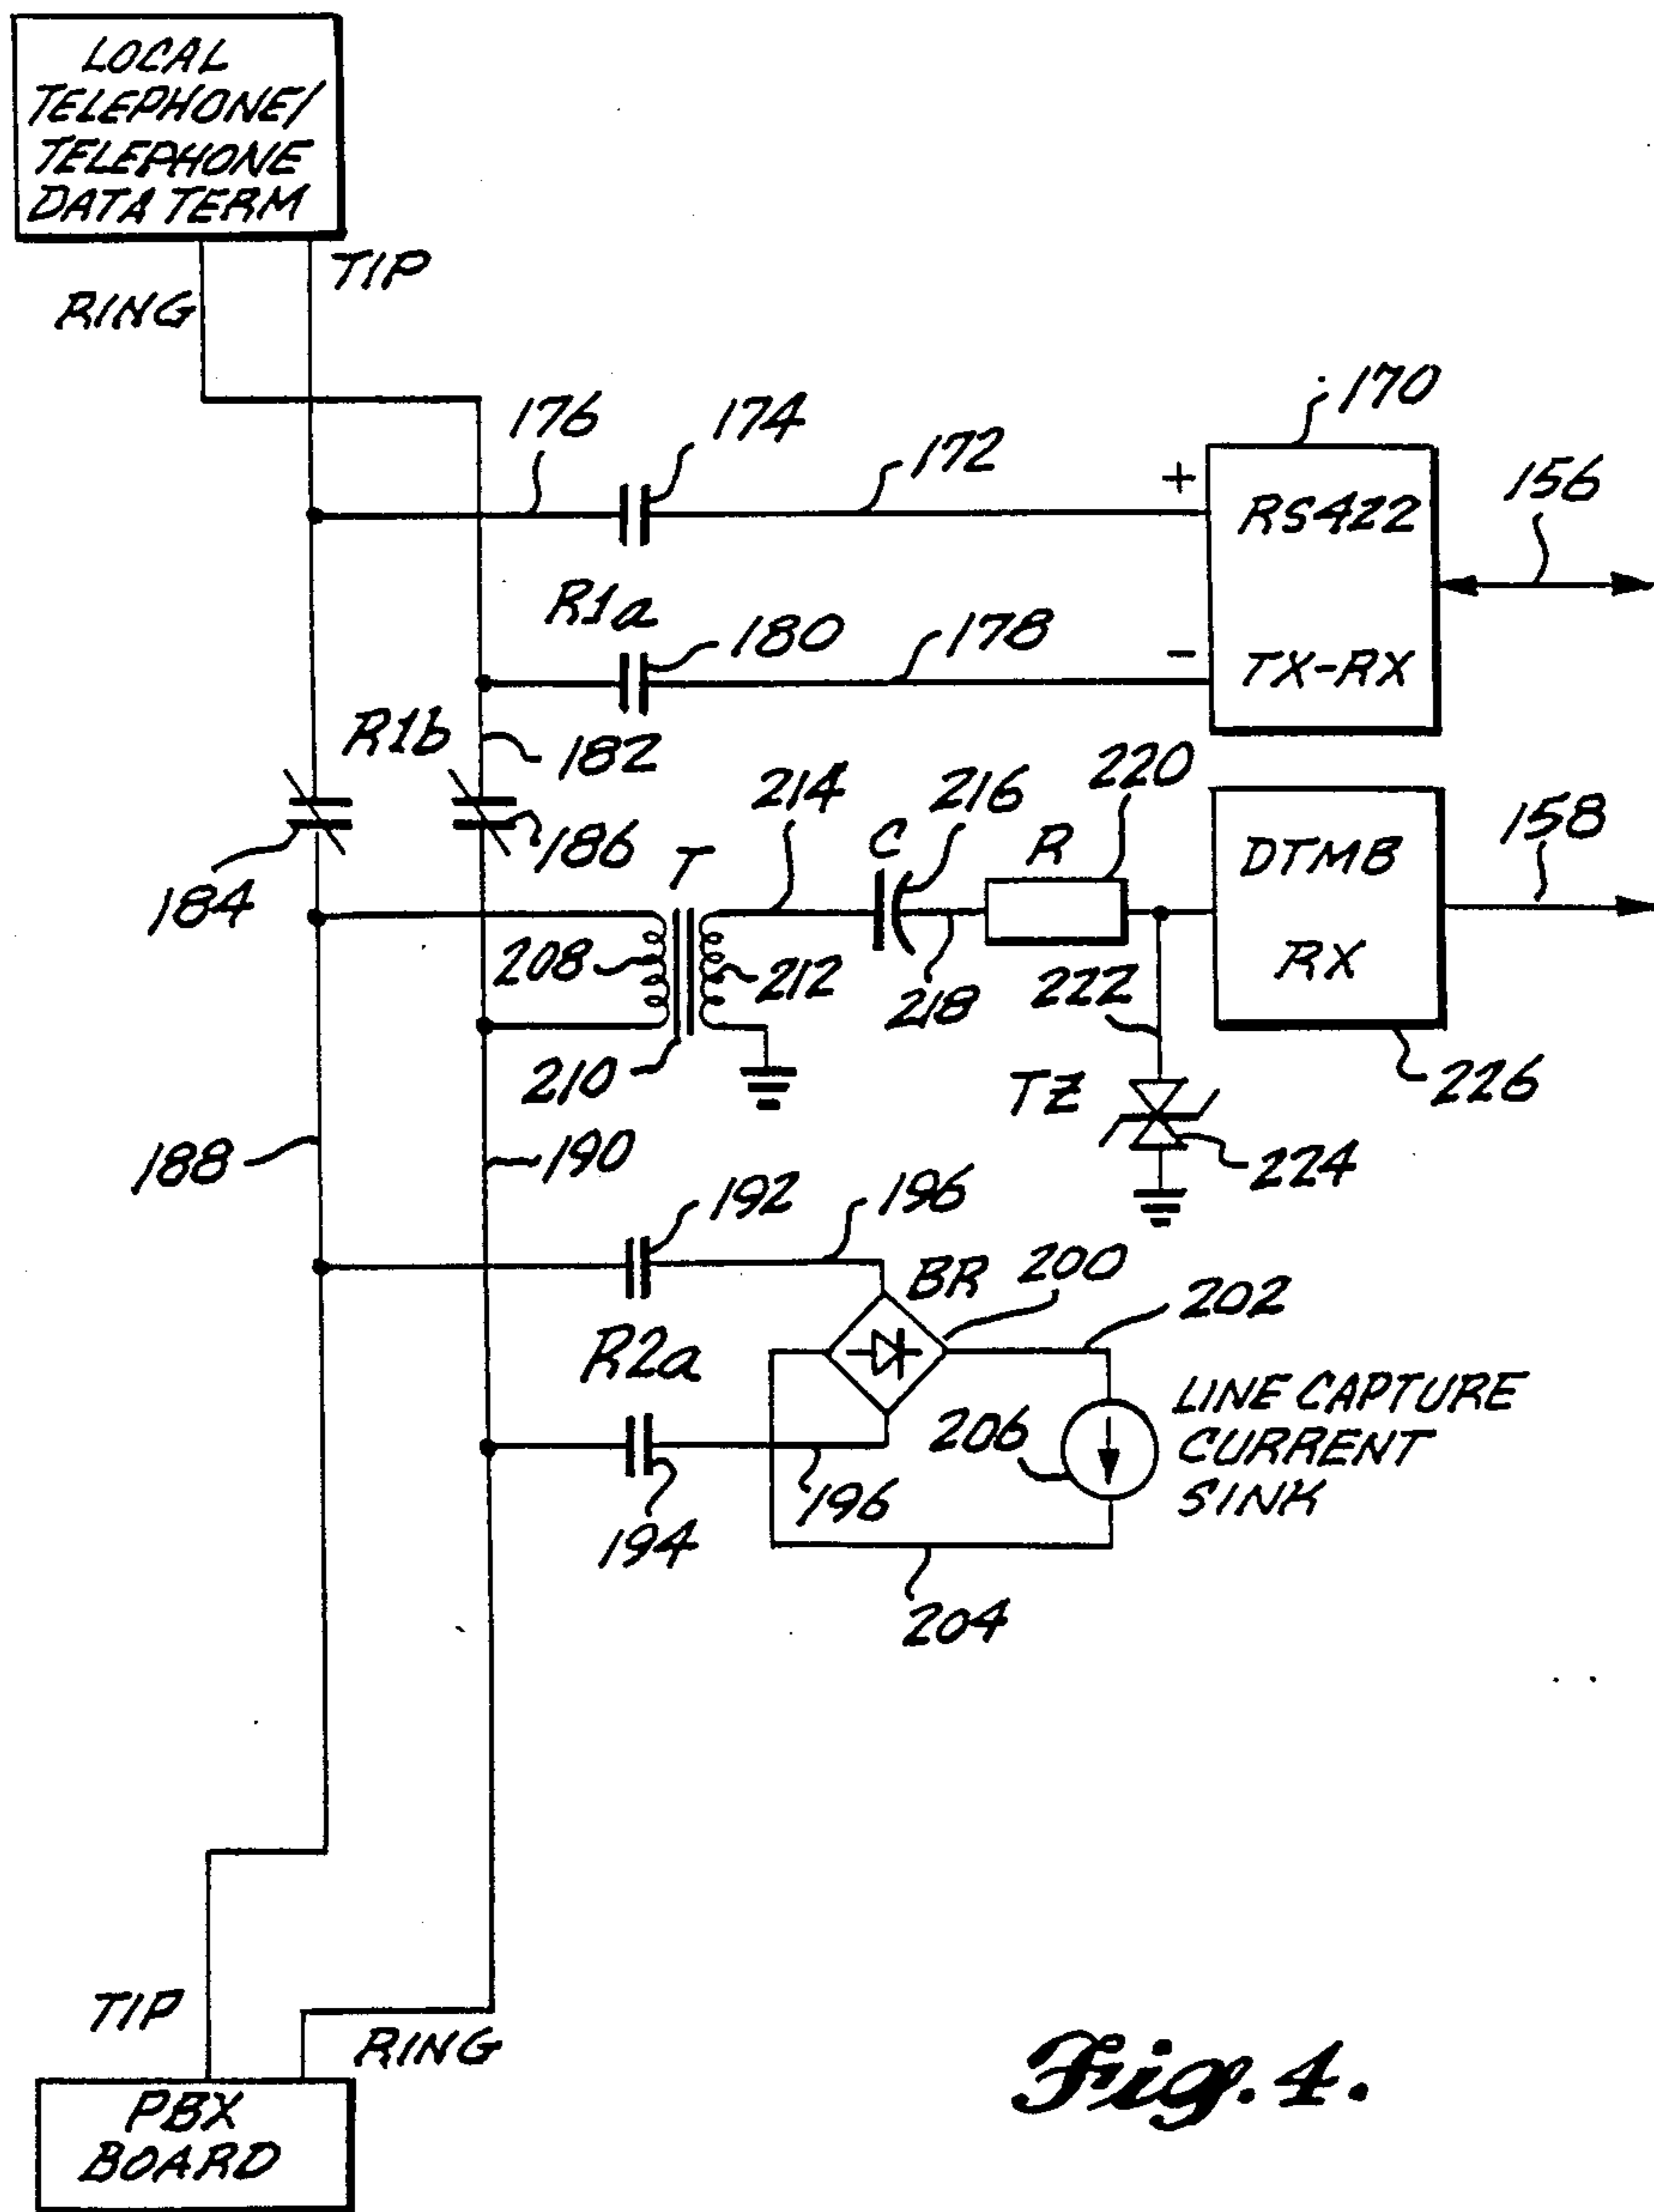 LOCAL
TELEPHONE/
TELEPHONE
DATA TERM
TIP
RING
176
174
172
170
+
RS422
156
R1a
180
178
-
TX-RX
R1b
182
184
186
T
214
C
216
R
220
DTMB
RX
158
208
212
218
222
210
TZ
226
224
188
190
192
196
BR
200
202
R2a
206
LINE CAPTURE
CURRENT
SINK
194
196
204
TIP
RING
PBX
BOARD
Fig. 4.